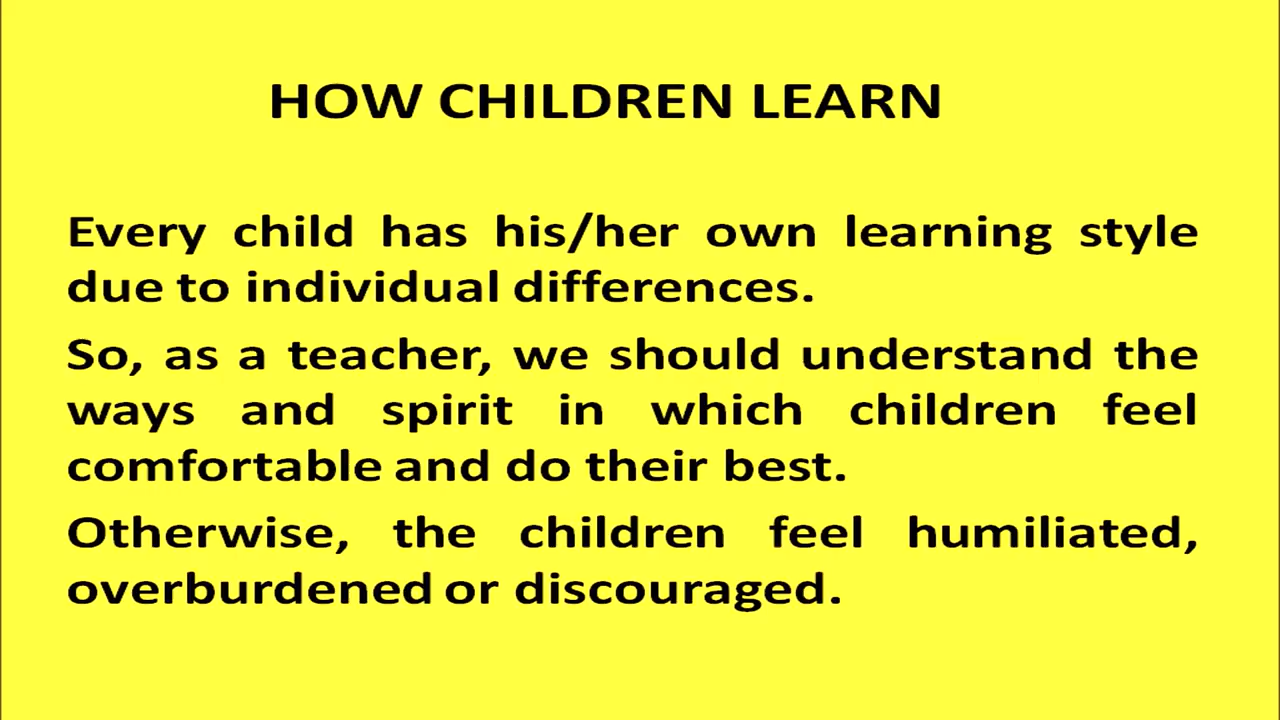 HOW CHILDREN LEARN
Every child has his/her own learning style
due to individual differences.
So, as a teacher, we should understand the
ways and spirit in which children feel
comfortable and do their best.
Otherwise, the children feel humiliated,
overburdened or discouraged.